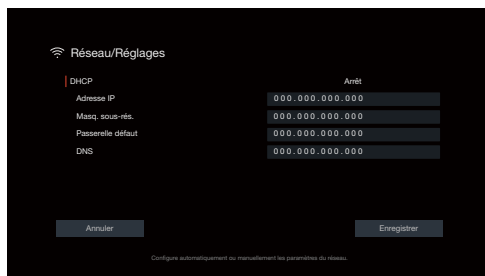 Réseau/Réglages
DHCP Arrêt
Adresse IP 000.000.000.000
Masq. sous-rés. 000.000.000.000
Passerelle défaut 000.000.000.000
DNS 000.000.000.000
Annuler Enregistrer
Configure automatiquement ou manuellement les paramètres du réseau.